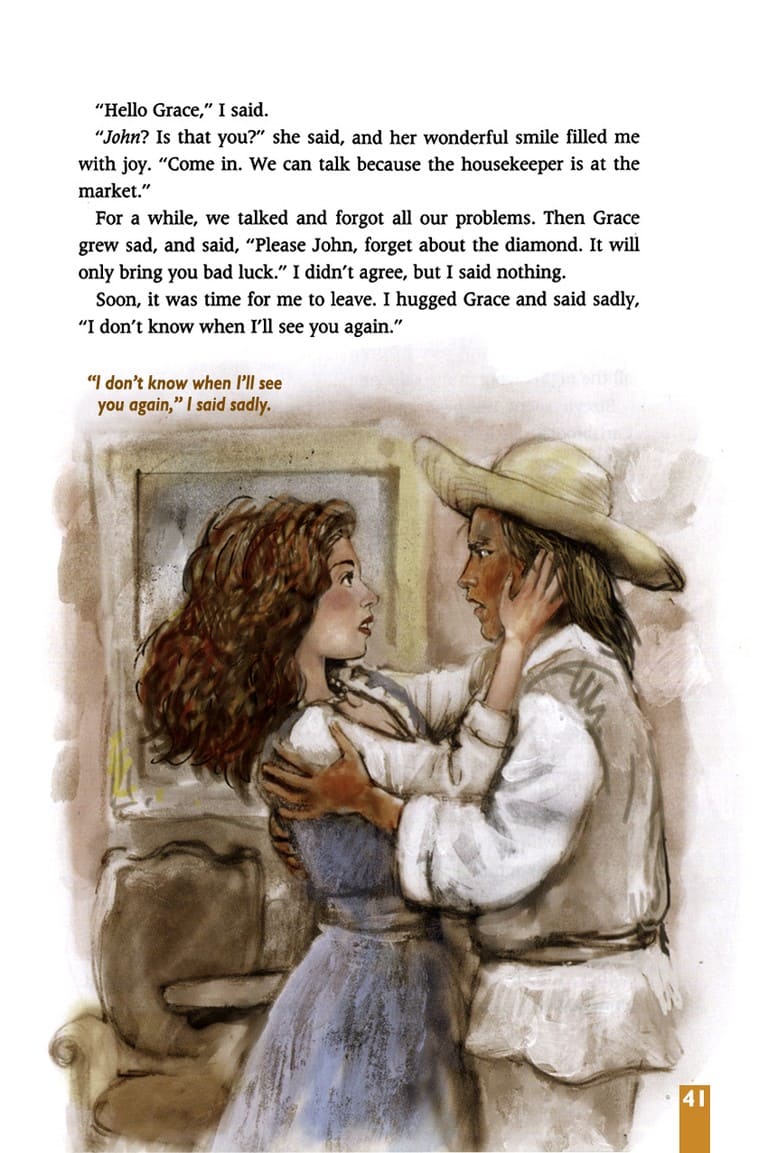 “Hello Grace,” I said.
“John? Is that you?” she said, and her wonderful smile filled me
with joy. “Come in. We can talk because the housekeeper is at the
market.”
For a while, we talked and forgot all our problems. Then Grace
grew sad, and said, “Please John, forget about the diamond. It will
only bring you bad luck.” I didn’t agree, but I said nothing.
Soon, it was time for me to leave. I hugged Grace and said sadly,
“I don’t know when I’ll see you again.”
“I don’t know when I’ll see
you again,” I said sadly.
41